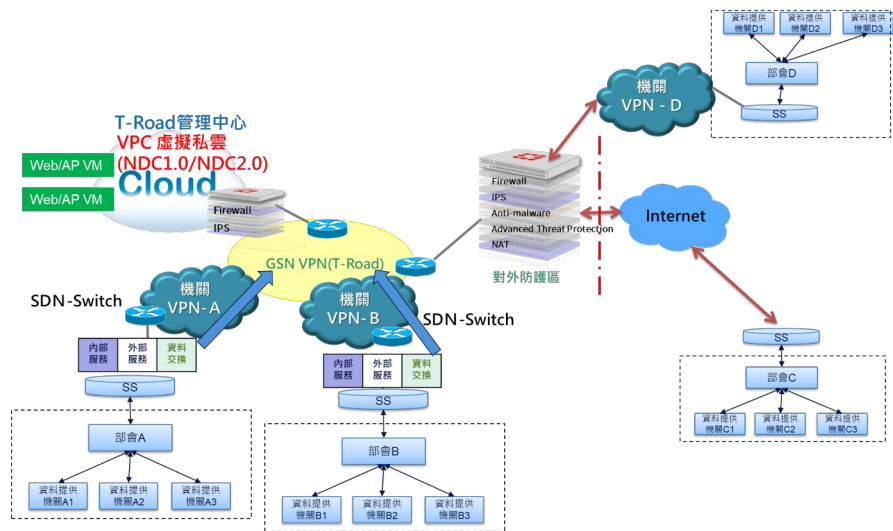 T-Road管理中心
VPC 虛擬私雲
(NDC1.0/NDC2.0)
Cloud
Web/AP VM
Web/AP VM
Firewall
IPS
GSN VPN(T-Road)
SDN-Switch
機關
VPN-A
內部
服務
外部
服務
資料
交換
SS
部會A
資料提供
機關A1
資料提供
機關A2
資料提供
機關A3
機關
VPN-B
SDN-Switch
內部
服務
外部
服務
資料
交換
SS
部會B
資料提供
機關B1
資料提供
機關B2
資料提供
機關B3
Firewall
IPS
Anti-malware
Advanced Threat Protection
NAT
對外防護區
機關
VPN - D
資料提供
機關D1
資料提供
機關D2
資料提供
機關D3
部會D
SS
Internet
SS
部會C
資料提供
機關C1
資料提供
機關C2
資料提供
機關C3